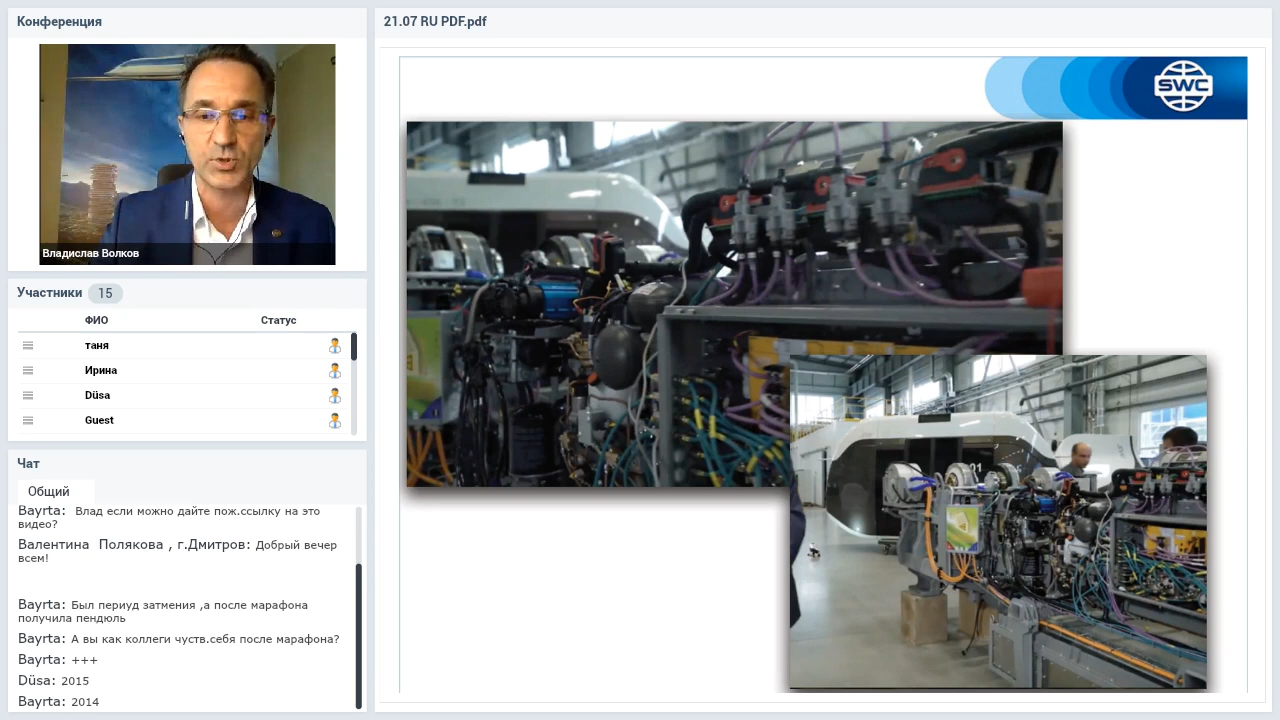 Конференция
Владислав Волков
Участники 15
ФИО Статус
таня
Ирина
Düsa
Guest
Чат
Общий
Bayrta: Влад если можно дайте пож.ссылку на это
видео?
Валентина Полякова , г.Дмитров: Добрый вечер
всем!
Bayrta: Был периуд затмения ,а после марафона
получила пендюль
Bayrta: А вы как коллеги чуств.себя после марафона?
Bayrta: +++
Düsa: 2015
Bayrta: 2014
21.07 RU PDF.pdf
SWC
01